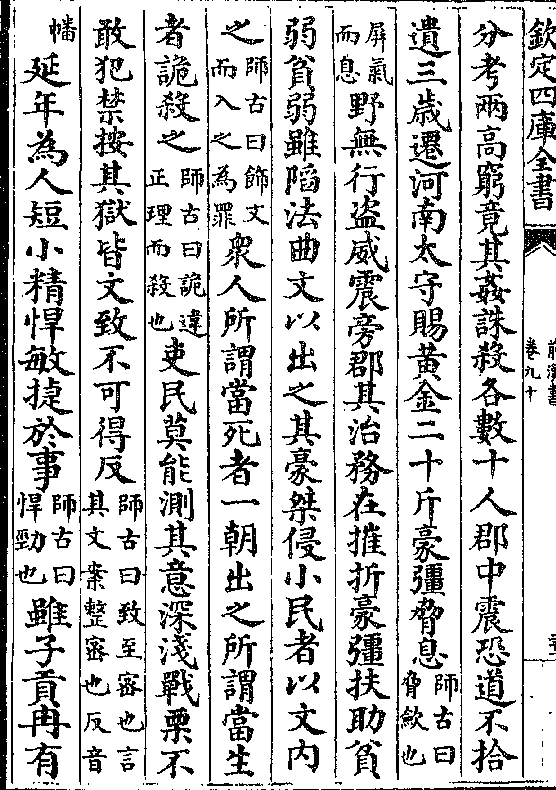 欽定四庫全書
前漢書
卷九十
分考兩高窮竟其姦誅殺各數十人郡中震恐道不拾
遺三歲遷河南太守賜黃金二十斤豪彊脅息師古曰脅歛也
屏氣而息野無行盗威震旁郡其治務在摧折豪彊扶助貧
弱貧弱雖䧟法曲文以出之其豪桀侵小民者以文内
之師古曰飾文而入之為罪衆人所謂當死者一朝出之所謂當生
者詭殺之師古曰詭違正理而殺也吏民莫能測其意深淺戰栗不
敢犯禁按其獄皆文致不可得反師古曰致至密也言其文案整密也反音
幡延年為人短小精悍敏捷於事師古曰悍勁也雖子貢冉有